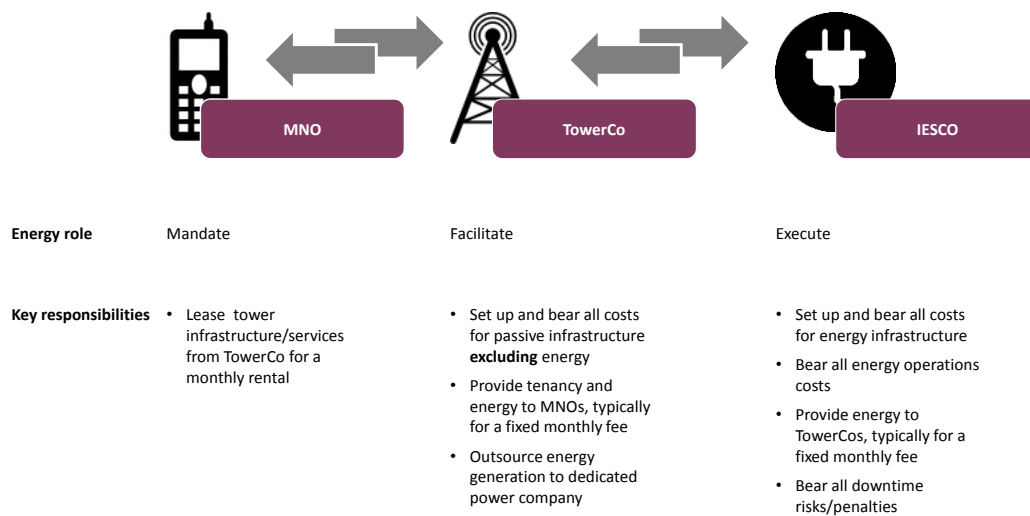 MNO
TowerCo
IESCO
Energy role
Mandate
Facilitate
Execute
Key responsibilities
• Lease tower
infrastructure/services
from TowerCo for a
monthly rental
• Set up and bear all costs
for passive infrastructure
excluding energy
• Provide tenancy and
energy to MNOs, typically
for a fixed monthly fee
• Outsource energy
generation to dedicated
power company
• Set up and bear all costs
for energy infrastructure
• Bear all energy operations
costs
• Provide energy to
TowerCos, typically for a
fixed monthly fee
• Bear all downtime
risks/penalties